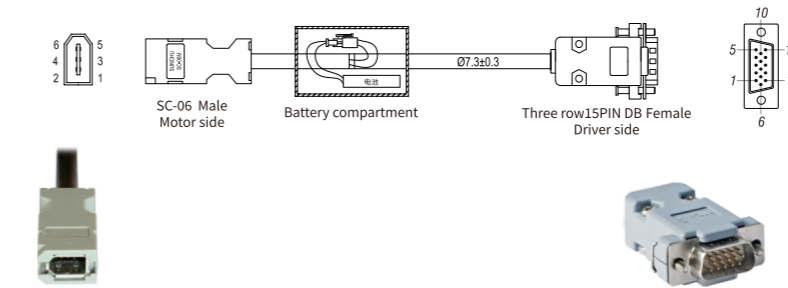 10
6 5
4 3
2 1
5
1
6
Ø7.3±0.3
电池
SC-06 Male
Motor side
Battery compartment
Three row15PIN DB Female
Driver side